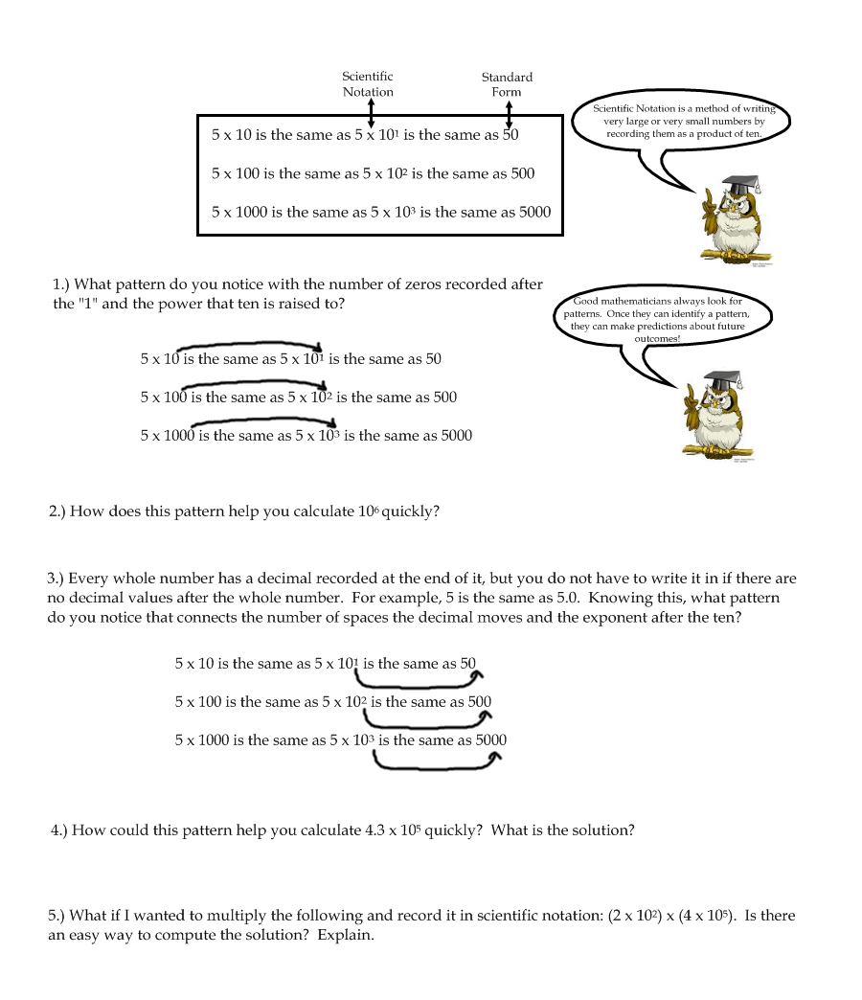 Scientific Notation
Standard Form
Scientific Notation is a method of writing
very large or very small numbers by
recording them as a product of ten.
5 x 10 is the same as 5 x 10¹ is the same as 50
5 x 100 is the same as 5 x 10² is the same as 500
5 x 1000 is the same as 5 x 10³ is the same as 5000
1.) What pattern do you notice with the number of zeros recorded after
the "1" and the power that ten is raised to?
Good mathematicians always look for
patterns. Once they can identify a pattern,
they can make predictions about future
outcomes!
5 x 10 is the same as 5 x 10¹ is the same as 50
5 x 100 is the same as 5 x 10² is the same as 500
5 x 1000 is the same as 5 x 10³ is the same as 5000
2.) How does this pattern help you calculate 10⁶ quickly?
3.) Every whole number has a decimal recorded at the end of it, but you do not have to write it in if there are
no decimal values after the whole number. For example, 5 is the same as 5.0. Knowing this, what pattern
do you notice that connects the number of spaces the decimal moves and the exponent after the ten?
5 x 10 is the same as 5 x 10¹ is the same as 50
5 x 100 is the same as 5 x 10² is the same as 500
5 x 1000 is the same as 5 x 10³ is the same as 5000
4.) How could this pattern help you calculate 4.3 x 10⁵ quickly? What is the solution?
5.) What if I wanted to multiply the following and record it in scientific notation: (2 x 10²) x (4 x 10⁵). Is there
an easy way to compute the solution? Explain.